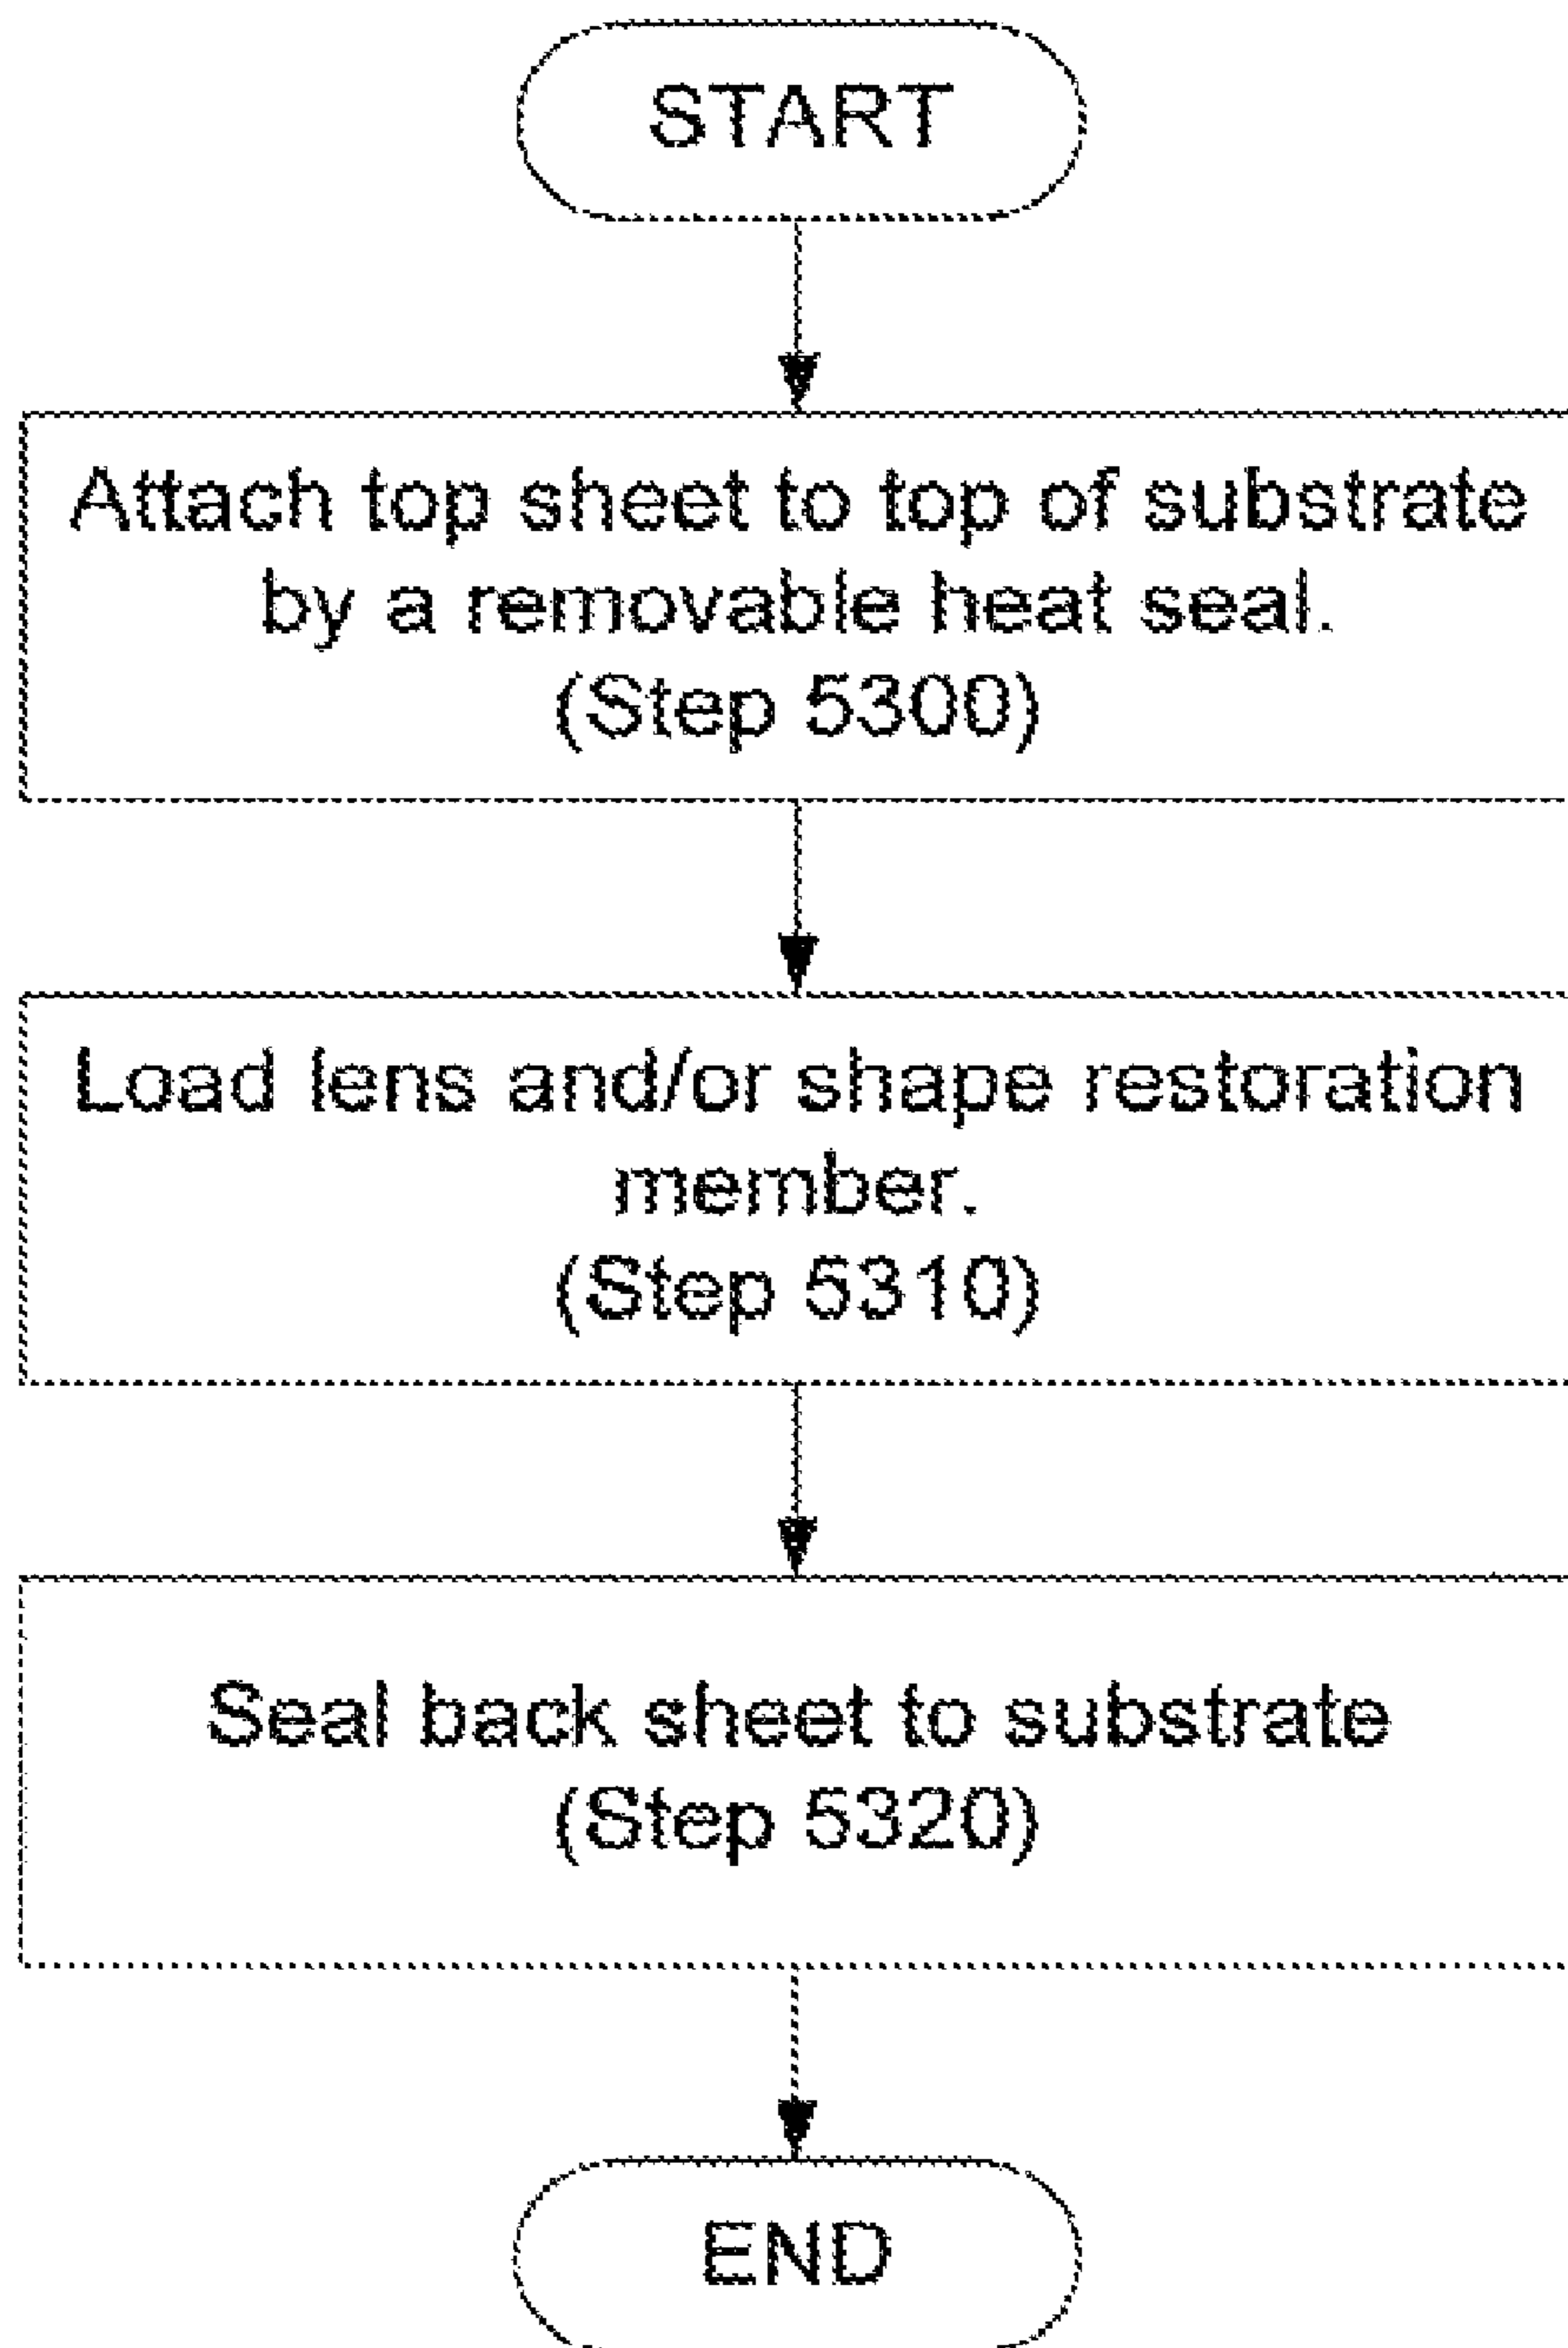 START
Attach top sheet to top of substrate
by a removable heat seal.
(Step 5300)
Load lens and/or shape restoration
member.
(Step 5310)
Seal back sheet to substrate
(Step 5320)
END